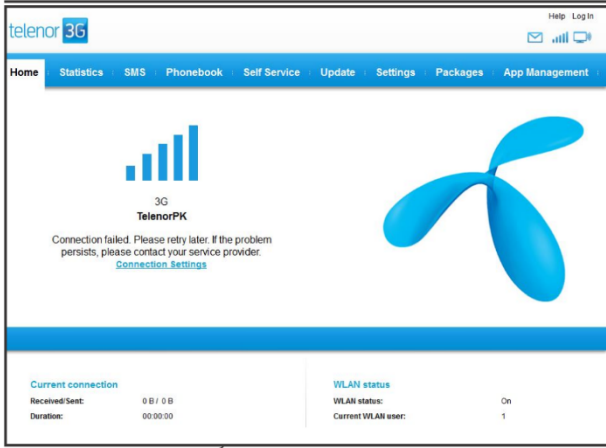 Help Log In
telenor 3G
Home Statistics SMS Phonebook Self Service Update Settings Packages App Management
3G
TelenorPK
Connection failed. Please retry later. If the problem
persists, please contact your service provider.
Connection Settings
Current connection
Received/Sent: 0 B / 0 B
Duration: 00:00:00
WLAN status
WLAN status: On
Current WLAN user: 1